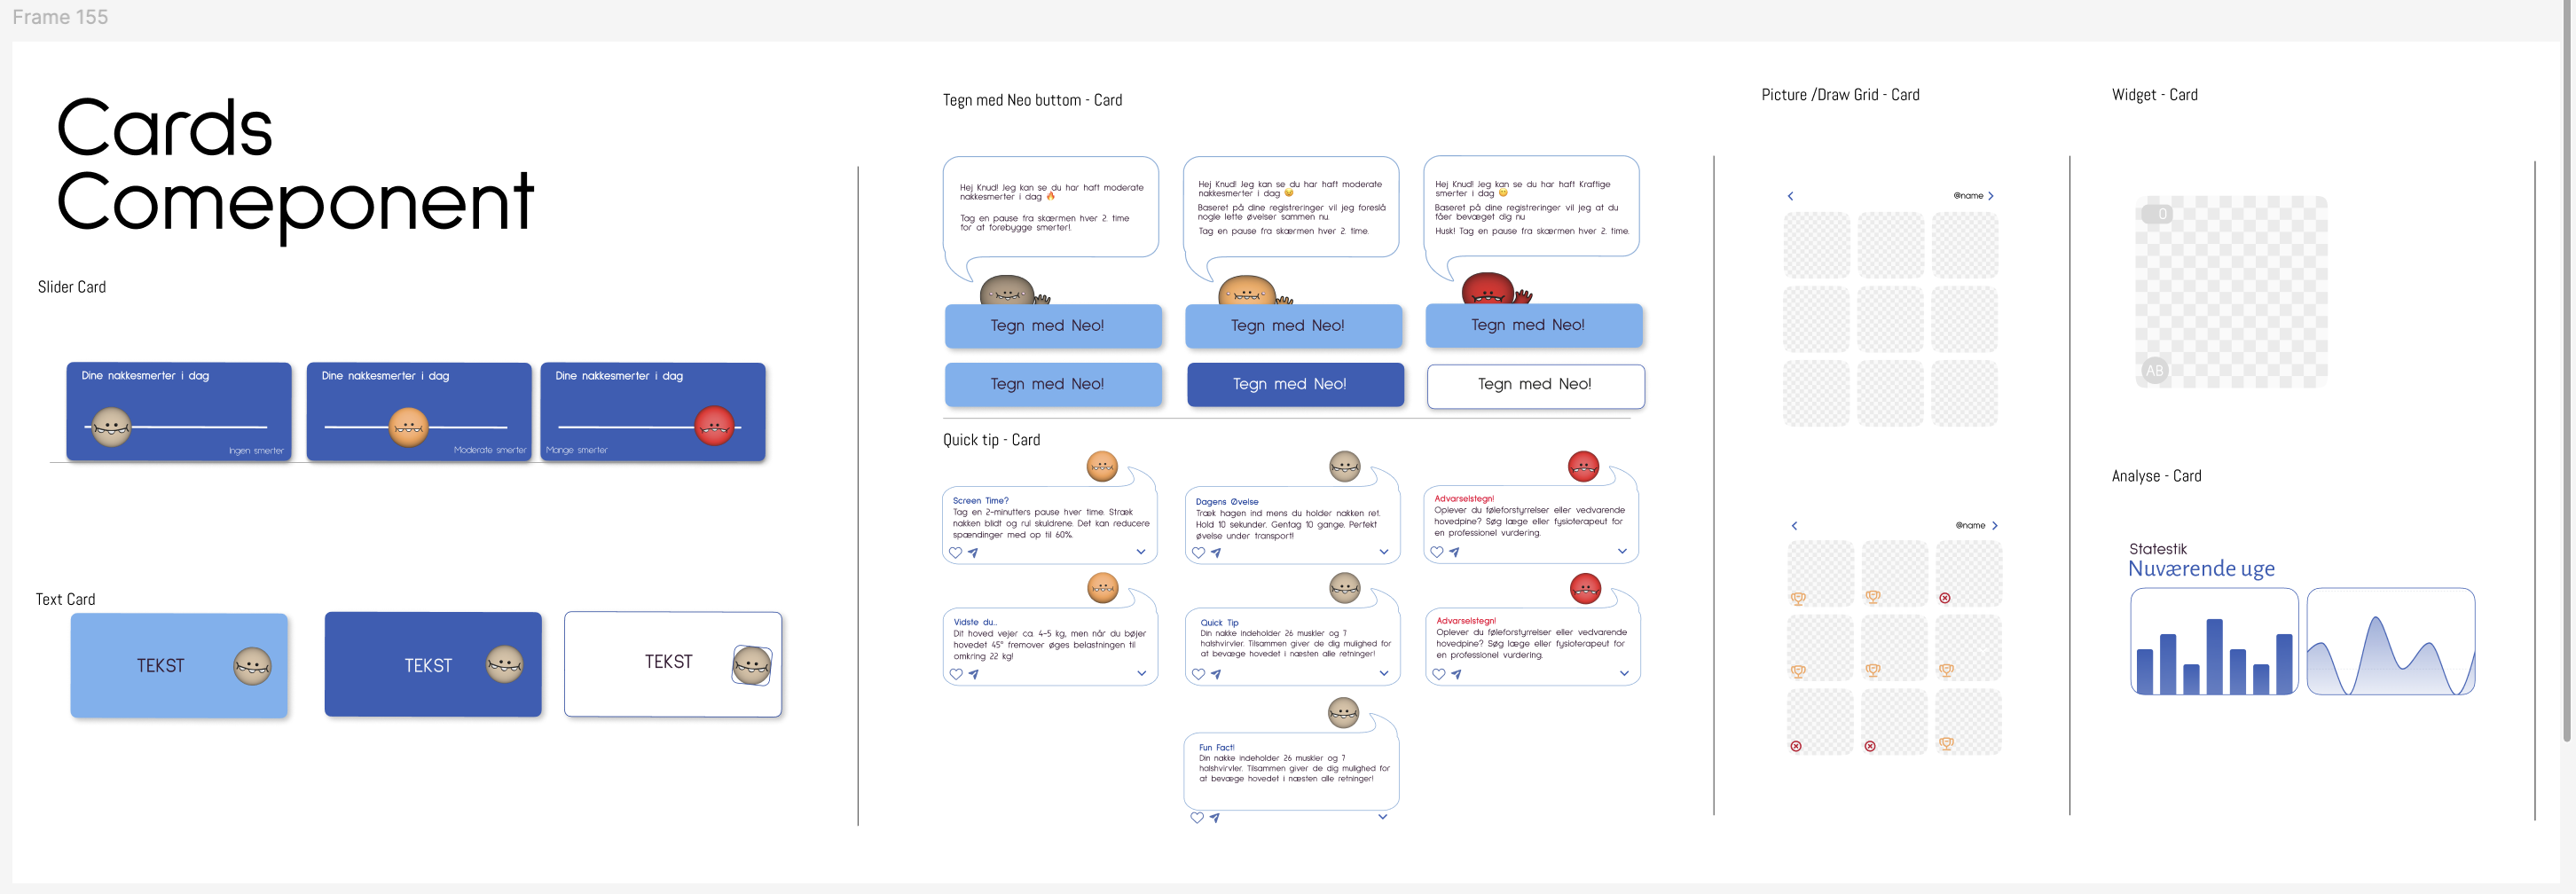 Frame 155
Cards
Comeponent
Slider Card
Dine nakkesmerter i dag
Ingen smerter
Dine nakkesmerter i dag
Moderate smerter
Dine nakkesmerter i dag
Mange smerter
Text Card
TEKST
TEKST
TEKST
Tegn med Neo buttom - Card
Hej Knud! Jeg kan se du har haft moderate
nakkesmerter i dag 🔥
Tag en pause fra skærmen hver 2. time
for at forebygge smerter!
Hej Knud! Jeg kan se du har haft moderate
nakkesmerter i dag
Baseret på dine registreringer vil jeg foreslå
nogle lette øvelser sammen nu.
Tag en pause fra skærmen hver 2. time.
Hej Knud! Jeg kan se du har haft Kraftige
smerter i dag
Baseret på dine registreringer vil jeg at du
fåer bevæget dig nu
Husk! Tag en pause fra skærmen hver 2. time.
Tegn med Neo!
Tegn med Neo!
Tegn med Neo!
Tegn med Neo!
Tegn med Neo!
Tegn med Neo!
Quick tip - Card
Screen Time?
Tag en 2-minutters pause hver time. Stræk
nakken blidt og rul skuldrene. Det kan reducere
spændinger med op til 60%.
Dagens Øvelse
Træk hagen ind mens du holder nakken ret.
Hold 10 sekunder. Gentag 10 gange. Perfekt
øvelse under transport!
Advarselstegn!
Oplever du føleforstyrrelser eller vedvarende
hovedpine? Søg læge eller fysioterapeut for
en professionel vurdering.
Vidste du..
Dit hoved vejer ca. 4-5 kg, men når du bøjer
hovedet 45° fremover øges belastningen til
omkring 22 kg!
Quick Tip
Din nakke indeholder 26 muskler og 7
halshvirvler. Tilsammen giver de dig mulighed for
at bevæge hovedet i næsten alle retninger!
Advarselstegn!
Oplever du føleforstyrrelser eller vedvarende
hovedpine? Søg læge eller fysioterapeut for
en professionel vurdering.
Fun Fact!
Din nakke indeholder 26 muskler og 7
halshvirvler. Tilsammen giver de dig mulighed for
at bevæge hovedet i næsten alle retninger!
Picture /Draw Grid - Card
@name
@name
Widget - Card
0
AB
Analyse - Card
Statestik
Nuværende uge